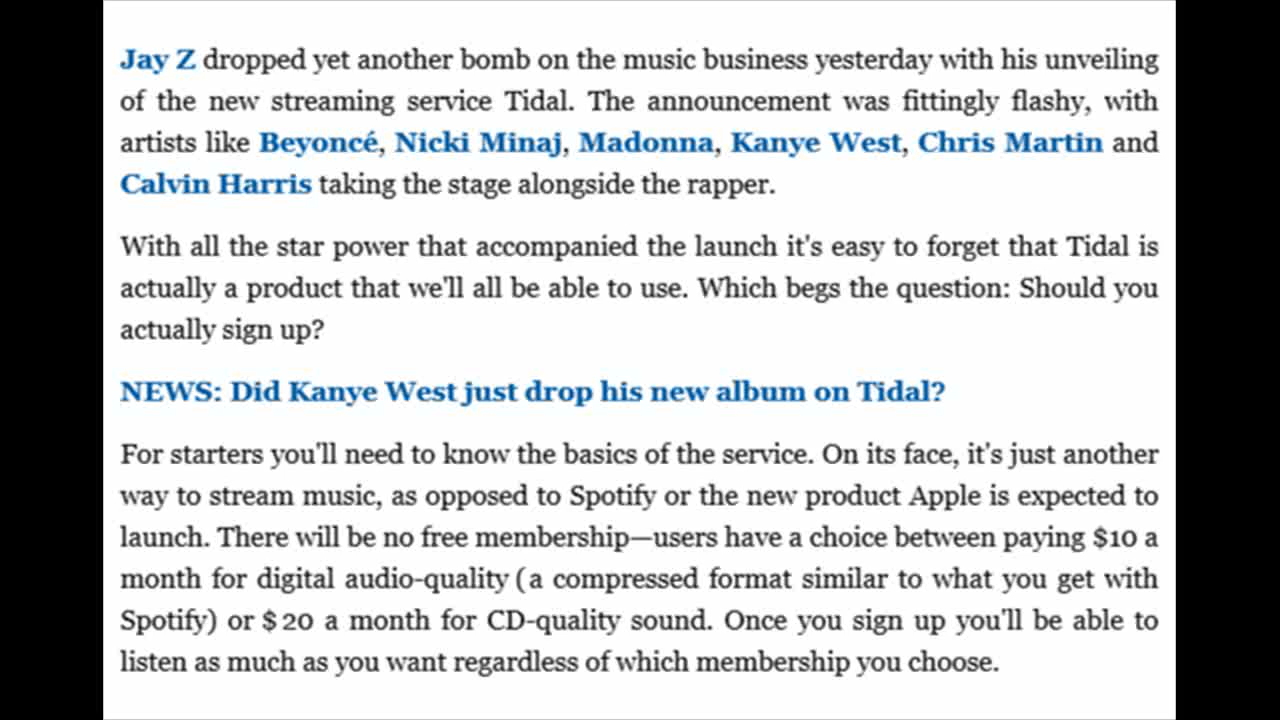 Jay Z dropped yet another bomb on the music business yesterday with his unveiling
of the new streaming service Tidal. The announcement was fittingly flashy, with
artists like Beyoncé, Nicki Minaj, Madonna, Kanye West, Chris Martin and
Calvin Harris taking the stage alongside the rapper.
With all the star power that accompanied the launch it's easy to forget that Tidal is
actually a product that we'll all be able to use. Which begs the question: Should you
actually sign up?
NEWS: Did Kanye West just drop his new album on Tidal?
For starters you'll need to know the basics of the service. On its face, it's just another
way to stream music, as opposed to Spotify or the new product Apple is expected to
launch. There will be no free membership—users have a choice between paying $10 a
month for digital audio-quality (a compressed format similar to what you get with
Spotify) or $20 a month for CD-quality sound. Once you sign up you'll be able to
listen as much as you want regardless of which membership you choose.